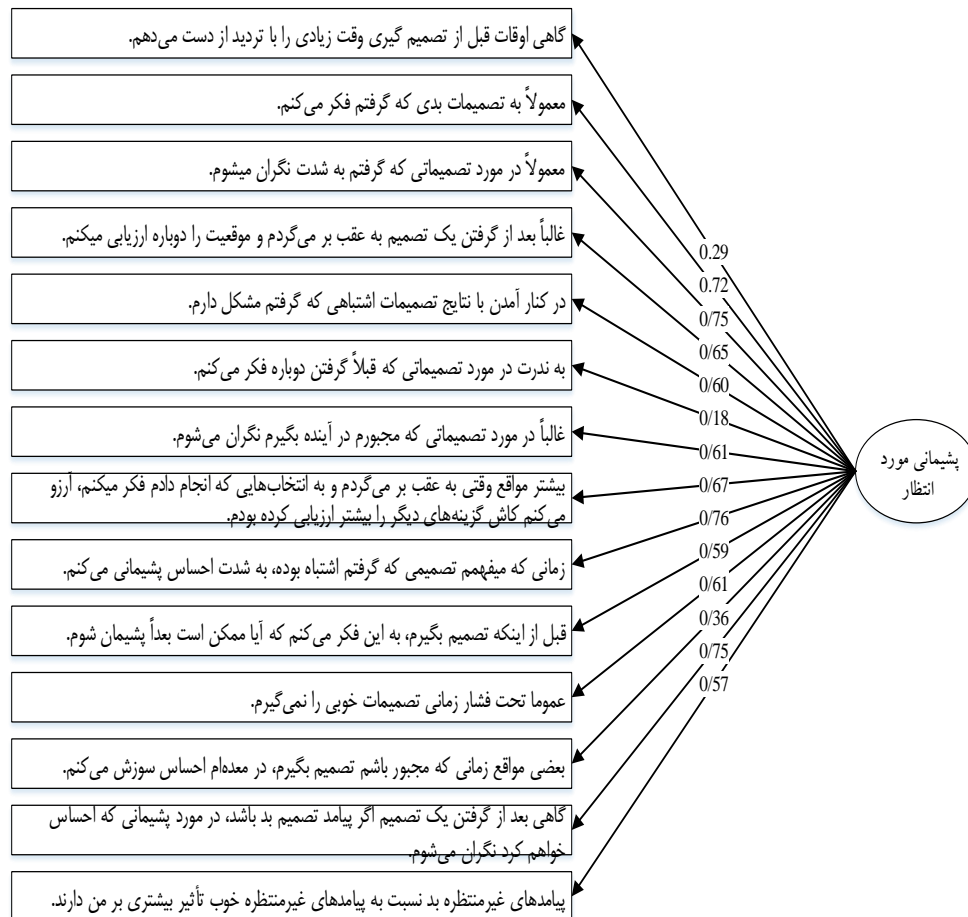 گاهی اوقات قبل از تصمیم گیری وقت زیادی را با تردید از دست می‌دهم.
معمولاً به تصمیمات بدی که گرفتم فکر می‌کنم.
معمولاً در مورد تصمیماتی که گرفتم به شدت نگران میشوم.
غالباً بعد از گرفتن یک تصمیم به عقب بر می‌گردم و موقعیت را دوباره ارزیابی میکنم.
در کنار آمدن با نتایج تصمیمات اشتباهی که گرفتم مشکل دارم.
به ندرت در مورد تصمیماتی که قبلاً گرفتن دوباره فکر می‌کنم.
غالباً در مورد تصمیماتی که مجبورم در آینده بگیرم نگران می‌شوم.
بیشتر مواقع وقتی به عقب بر می‌گردم و به انتخاب‌هایی که انجام دادم فکر میکنم، آرزو
می‌کنم کاش گزینه‌های دیگر را بیشتر ارزیابی کرده بودم.
زمانی که میفهمم تصمیمی که گرفتم اشتباه بوده، به شدت احساس پشیمانی می‌کنم.
قبل از اینکه تصمیم بگیرم، به این فکر می‌کنم که آیا ممکن است بعداً پشیمان شوم.
عموما تحت فشار زمانی تصمیمات خوبی را نمی‌گیرم.
بعضی مواقع زمانی که مجبور باشم تصمیم بگیرم، در معده‌ام احساس سوزش می‌کنم.
گاهی بعد از گرفتن یک تصمیم اگر پیامد تصمیم بد باشد، در مورد پشیمانی که احساس
خواهم کرد نگران می‌شوم.
پیامدهای غیرمنتظره بد نسبت به پیامدهای غیرمنتظره خوب تأثیر بیشتری بر من دارند.
0.29
0.72
0/75
0/65
0/60
0/18
0/61
0/67
0/76
0/59
0/61
0/36
0/75
0/57
پشیمانی مورد
انتظار